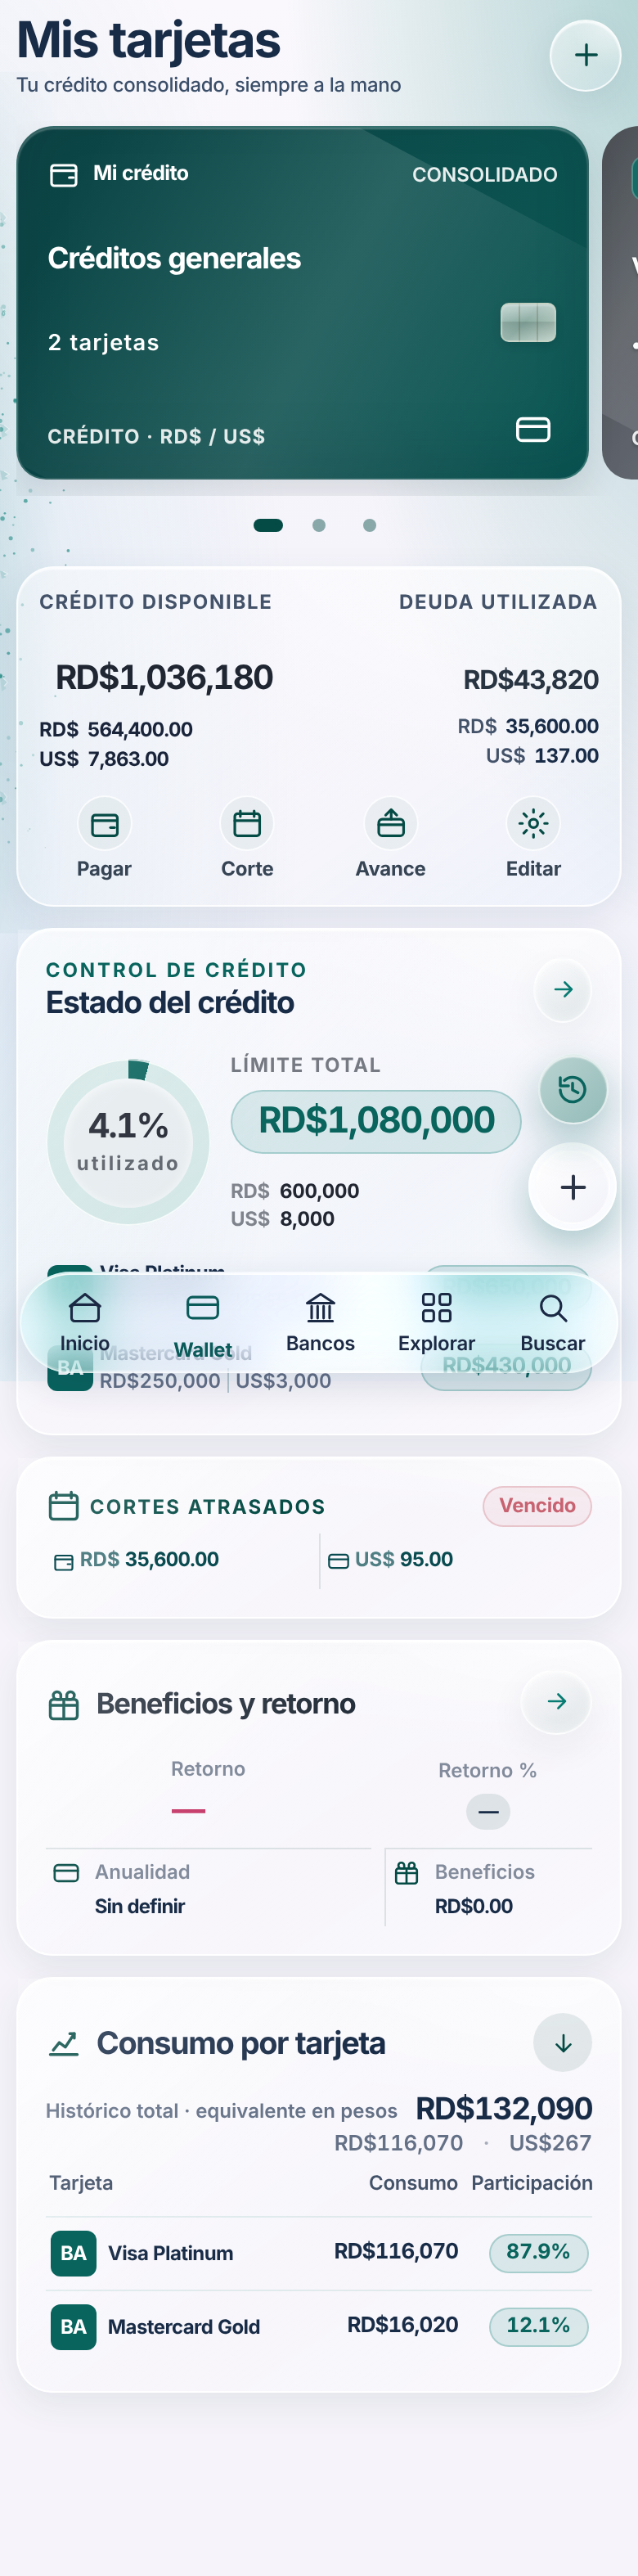 Mis tarjetas
Tu crédito consolidado, siempre a la mano
Mi crédito
CONSOLIDADO
Créditos generales
2 tarjetas
CRÉDITO · RD$ / US$
CRÉDITO DISPONIBLE
DEUDA UTILIZADA
RD$1,036,180
RD$43,820
RD$ 564,400.00
RD$ 35,600.00
US$ 7,863.00
US$ 137.00
Pagar
Corte
Avance
Editar
CONTROL DE CRÉDITO
Estado del crédito
LÍMITE TOTAL
4.1%
utilizado
RD$1,080,000
RD$ 600,000
US$ 8,000
Visa Platinum
Inicio
Wallet
Bancos
Explorar
Buscar
BA
Mastercard Gold
RD$430,000
RD$250,000 | US$3,000
CORTES ATRASADOS
Vencido
RD$ 35,600.00
US$ 95.00
Beneficios y retorno
Retorno
Retorno %
—
—
Anualidad
Beneficios
Sin definir
RD$0.00
Consumo por tarjeta
Histórico total · equivalente en pesos
RD$132,090
RD$116,070 · US$267
Tarjeta
Consumo
Participación
BA
Visa Platinum
RD$116,070
87.9%
BA
Mastercard Gold
RD$16,020
12.1%